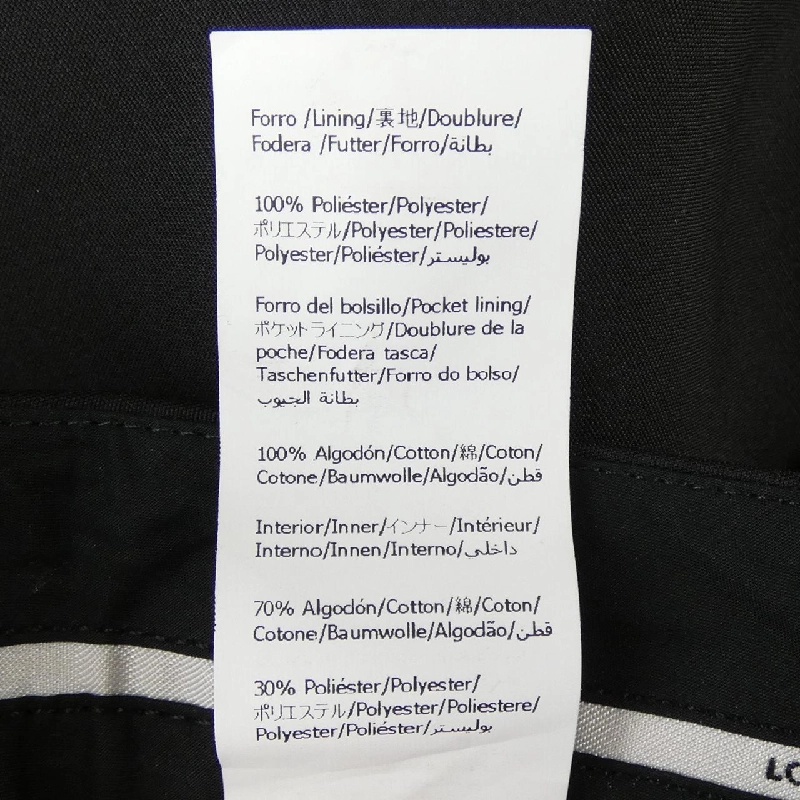 Forro /Lining/裏地/Doublure/
Fodera /Futter/Forro/بطانة
100% Poliéster/Polyester/
ポリエステル/Polyester/Poliestere/
Polyester/Poliéster/بوليستر
Forro del bolsillo/Pocket lining/
ポケットライニング/Doublure de la
poche/Fodera tasca/
Taschenfutter/Forro do bolso/
بطانة الجيوب
100% Algodón/Cotton/綿/Coton/
Cotone/Baumwolle/Algodão/قطن
Interior/Inner/インナー/Intérieur/
Interno/Innen/Interno/داخلي
70% Algodón/Cotton/綿/Coton/
Cotone/Baumwolle/Algodão/قطن
30% Poliéster/Polyester/
ポリエステル/Polyester/Poliestere/
Polyester/Poliéster/بوليستر